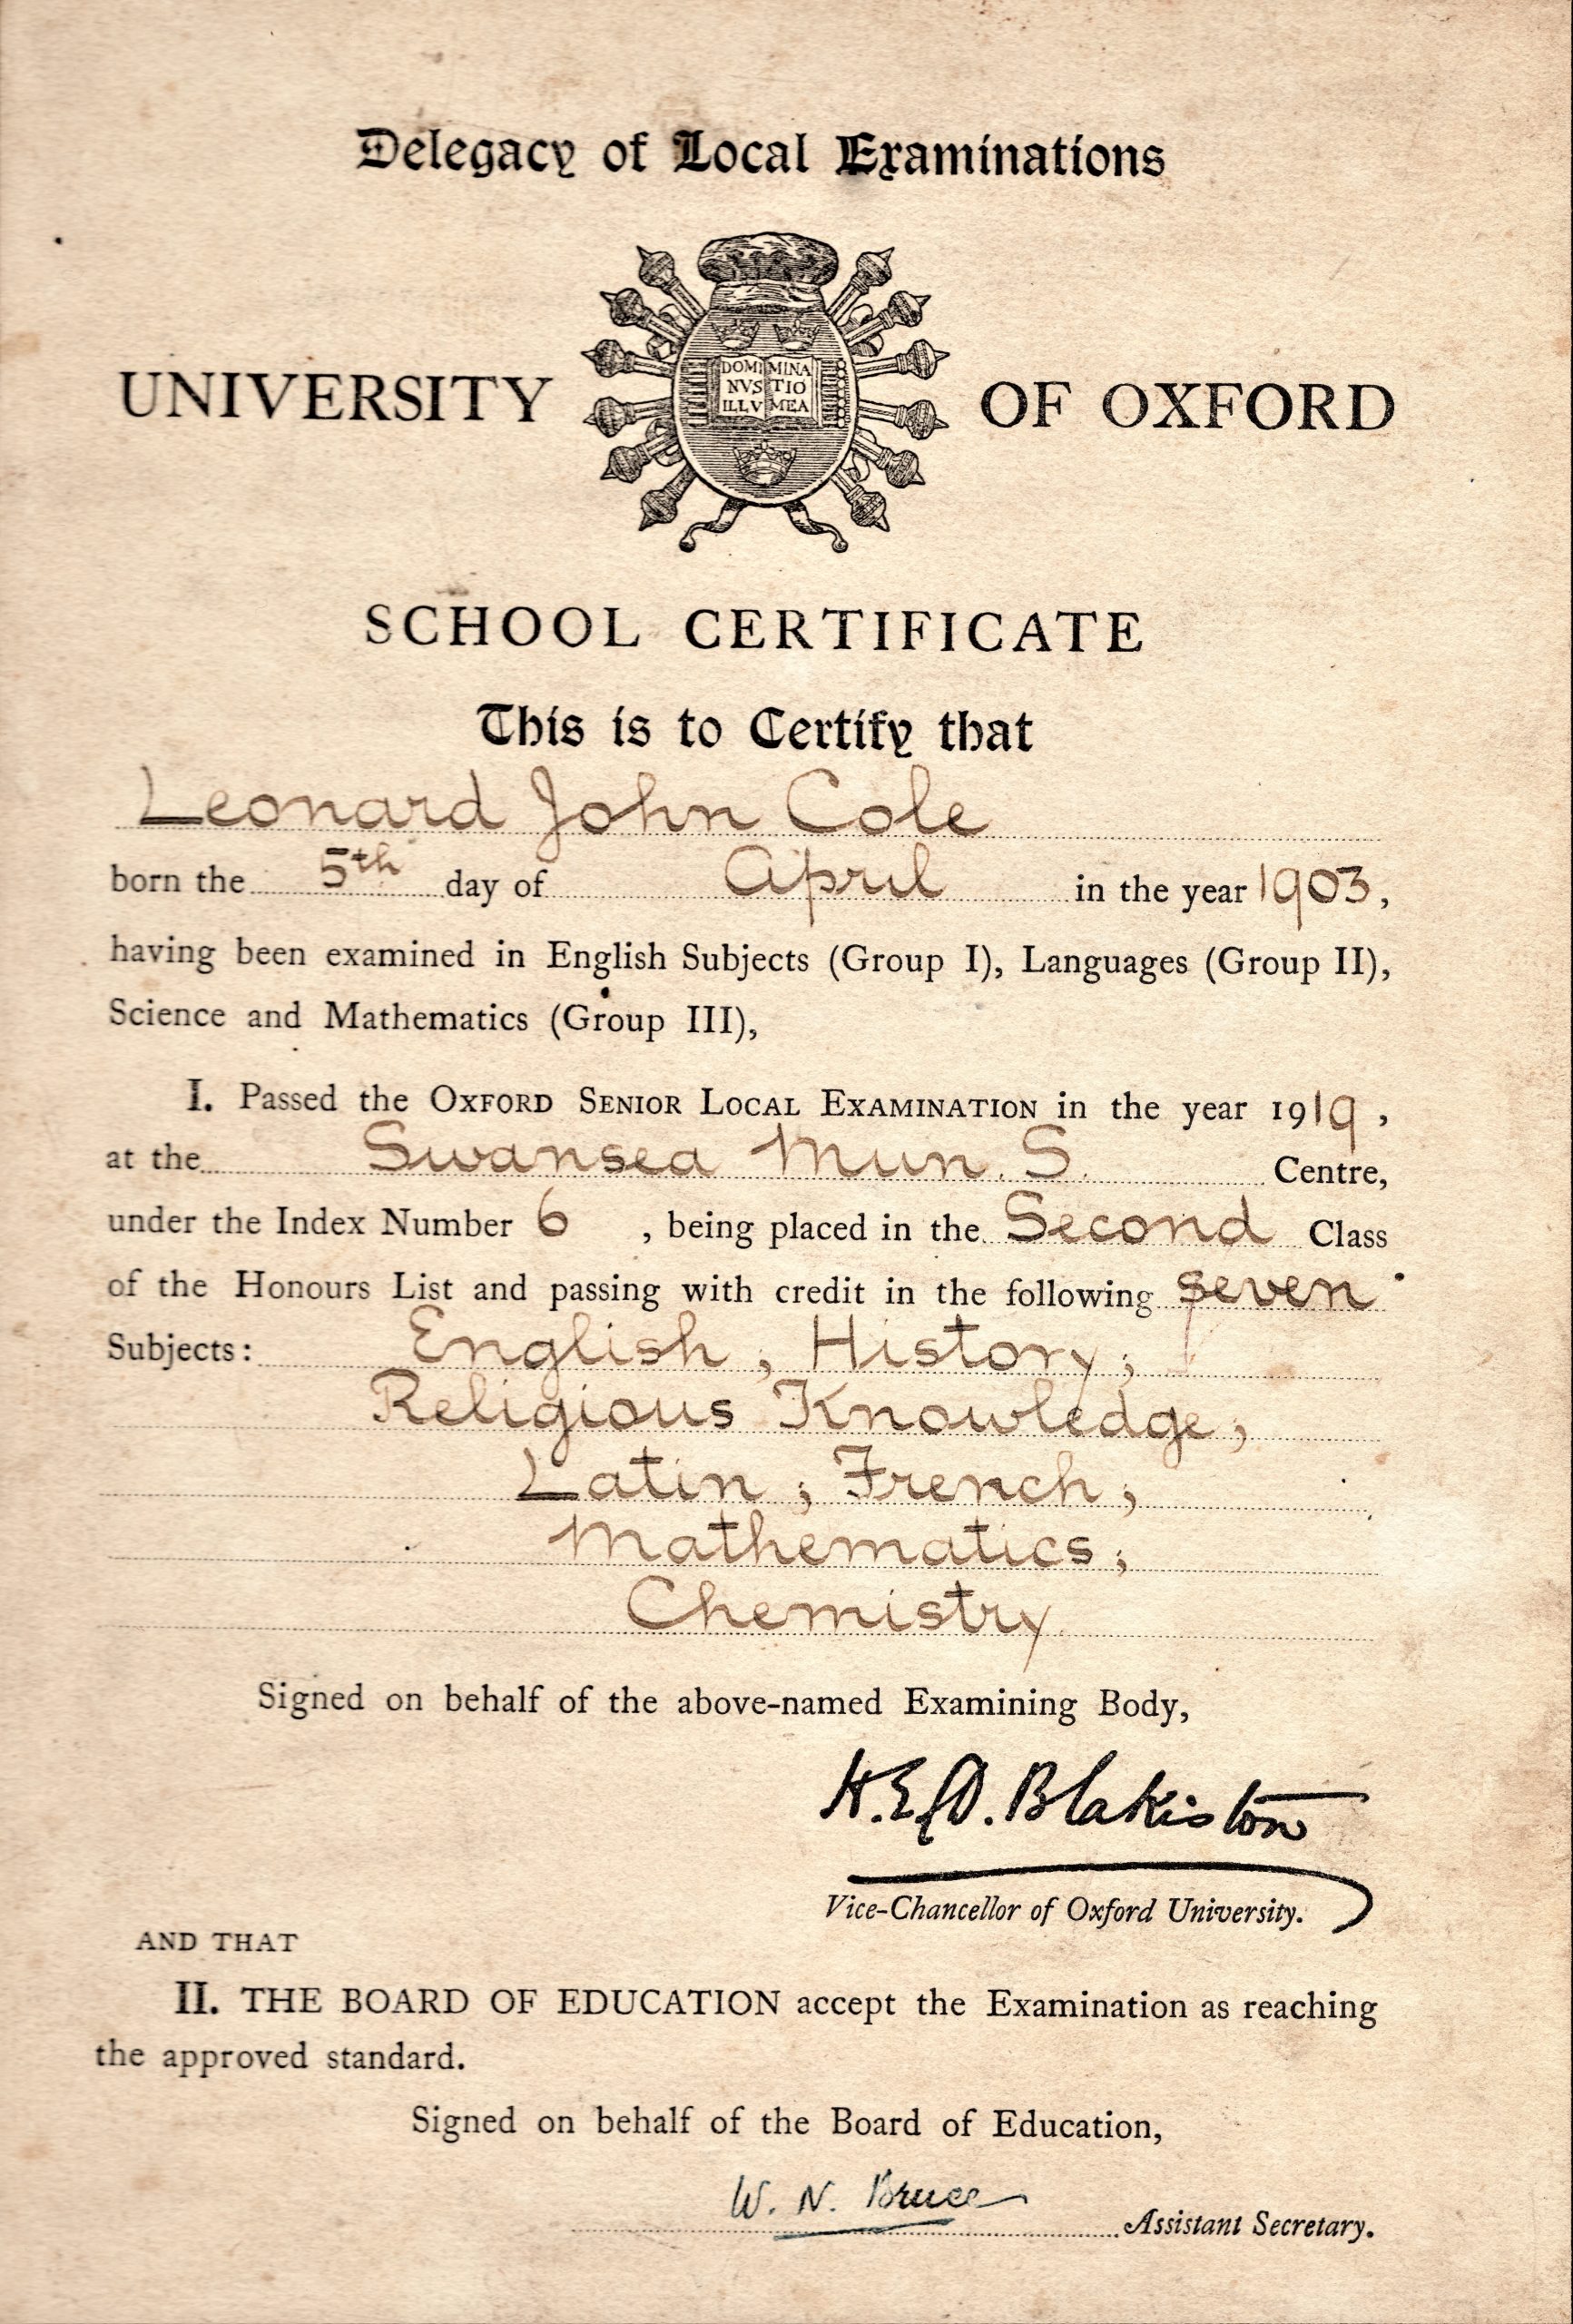 Delegacy of Local Examinations
UNIVERSITY OF OXFORD
DOMI MINA
NVS TIO
ILLV MEA
SCHOOL CERTIFICATE
This is to Certify that
Leonard John Cole
born the 5th day of April in the year 1903,
having been examined in English Subjects (Group I), Languages (Group II),
Science and Mathematics (Group III),
I. Passed the OXFORD SENIOR LOCAL EXAMINATION in the year 1919,
at the Swansea Mun. S. Centre,
under the Index Number 6, being placed in the Second Class
of the Honours List and passing with credit in the following seven
Subjects: English; History;
Religious Knowledge;
Latin; French;
Mathematics;
Chemistry
Signed on behalf of the above-named Examining Body,
H.E.D. Blakiston
Vice-Chancellor of Oxford University.
AND THAT
II. THE BOARD OF EDUCATION accept the Examination as reaching
the approved standard.
Signed on behalf of the Board of Education,
W. N. Bruce
Assistant Secretary.